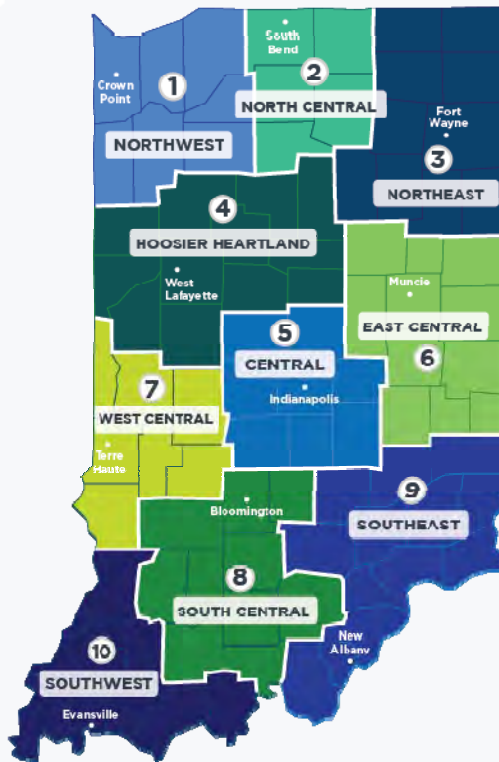 South
Bend
2
NORTH CENTRAL
1
Crown
Point
NORTHWEST
Fort
Wayne
3
NORTHEAST
4
HOOSIER HEARTLAND
West
Lafayette
Muncie
EAST CENTRAL
6
5
CENTRAL
Indianapolis
7
WEST CENTRAL
Terre
Haute
9
SOUTHEAST
Bloomington
8
SOUTH CENTRAL
New
Albany
10
SOUTHWEST
Evansville